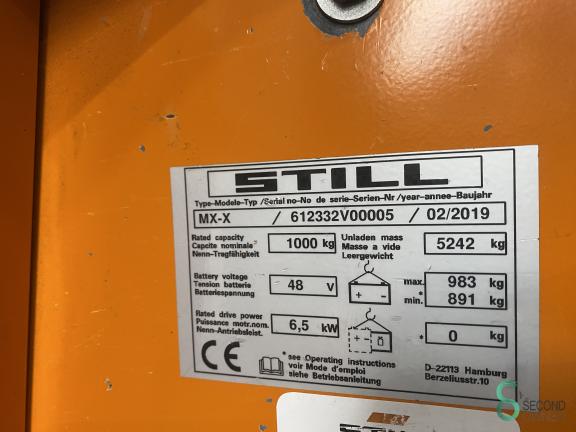 STILL
Type-Modele-Typ /Serial no-No de serie-Serien-Nr /year-annee-Baujahr
MX-X / 612332V00005 / 02/2019
Rated capacity
Capcite nominale
Nenn-Tragfähigkeit
1000 kg
Unladen mass
Masse a vide
Leergewicht
5242 kg
Battery voltage
Tension batterie
Batteriespannung
48 V
+ -
max. 983 kg
* min. 891 kg
Rated drive power
Puissance motr.nom.
Nenn-Antriebsleist.
6,5 kW
+ -
* 0 kg
CE
* see Operating instructions
voir Mode d'emploi
siehe Betriebsanleitung
D-22113 Hamburg
Berzeliusstr.10
SECOND